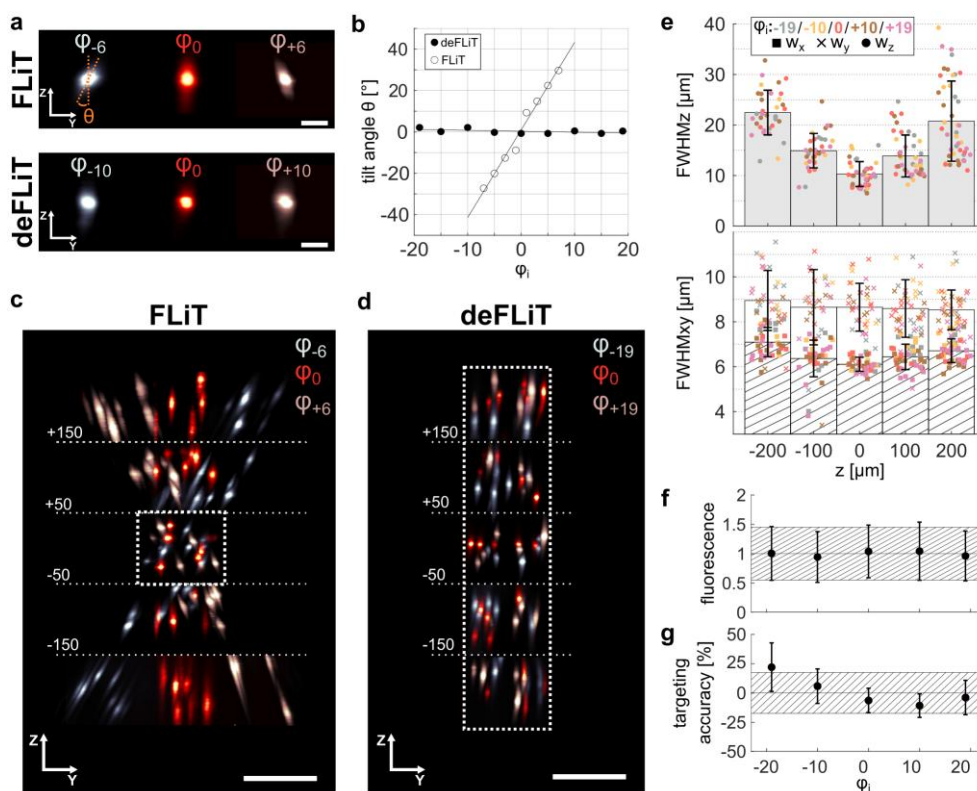 a
FLiT
φ-6
φ0
φ+6
θ
Z
Y
deFLiT
φ-10
φ0
φ+10
Z
Y
b
deFLiT
FLiT
tilt angle θ [°]
40
20
0
-20
-40
-20 -10 0 10 20
φi
c
FLiT
φ-6
φ0
φ+6
+150
+50
-50
-150
Z
Y
d
deFLiT
φ-19
φ0
φ+19
+150
+50
-50
-150
Z
Y
e
φi:-19/-10/0/+10/+19
wx wy wz
FWHMz [µm]
40
30
20
10
0
FWHMxy [µm]
10
8
6
4
-200 -100 0 100 200
z [µm]
f
fluorescence
2
1.5
1
0.5
0
g
targeting
accuracy [%]
50
25
0
-25
-50
-20 -10 0 10 20
φi